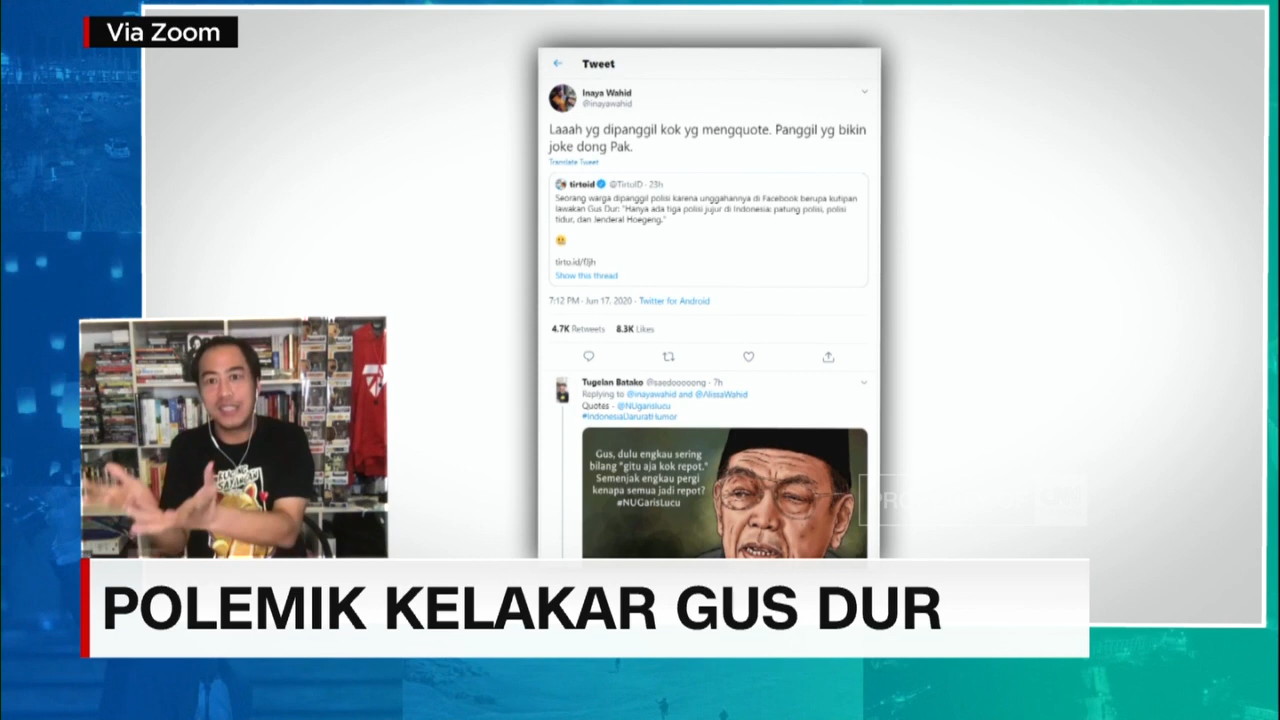 Via Zoom
Tweet
Inaya Wahid
@inayawahid
Laaah yg dipanggil kok yg mengquote. Panggil yg bikin
joke dong Pak.
Translate Tweet
tirtoid @TirtoID · 23h
Seorang warga dipanggil polisi karena unggahannya di Facebook berupa kutipan
lawakan Gus Dur: "Hanya ada tiga polisi jujur di Indonesia: patung polisi, polisi
tidur, dan Jenderal Hoegeng."
Show this thread
7:12 PM · Jun 17, 2020 · Twitter for Android
4.7K Retweets 8.3K Likes
Tugelan Batako @saedooooong · 7h
Replying to @inayawahid and @AlissaWahid
Quotes - @NUgarislucu
#IndonesiaDaruratHumor
Gus, dulu engkau sering
bilang "gitu aja kok repot."
Semenjak engkau pergi
kenapa semua jadi repot?
#NUGarisLucu
POLEMIK KELAKAR GUS DUR